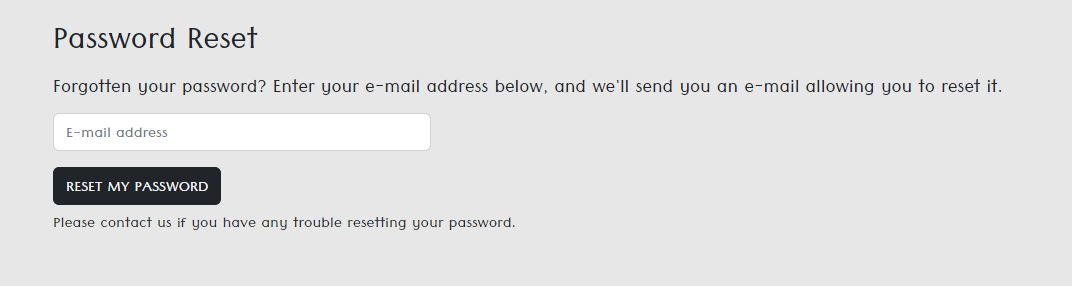 Password Reset
Forgotten your password? Enter your e-mail address below, and we'll send you an e-mail allowing you to reset it.
E-mail address
RESET MY PASSWORD
Please contact us if you have any trouble resetting your password.